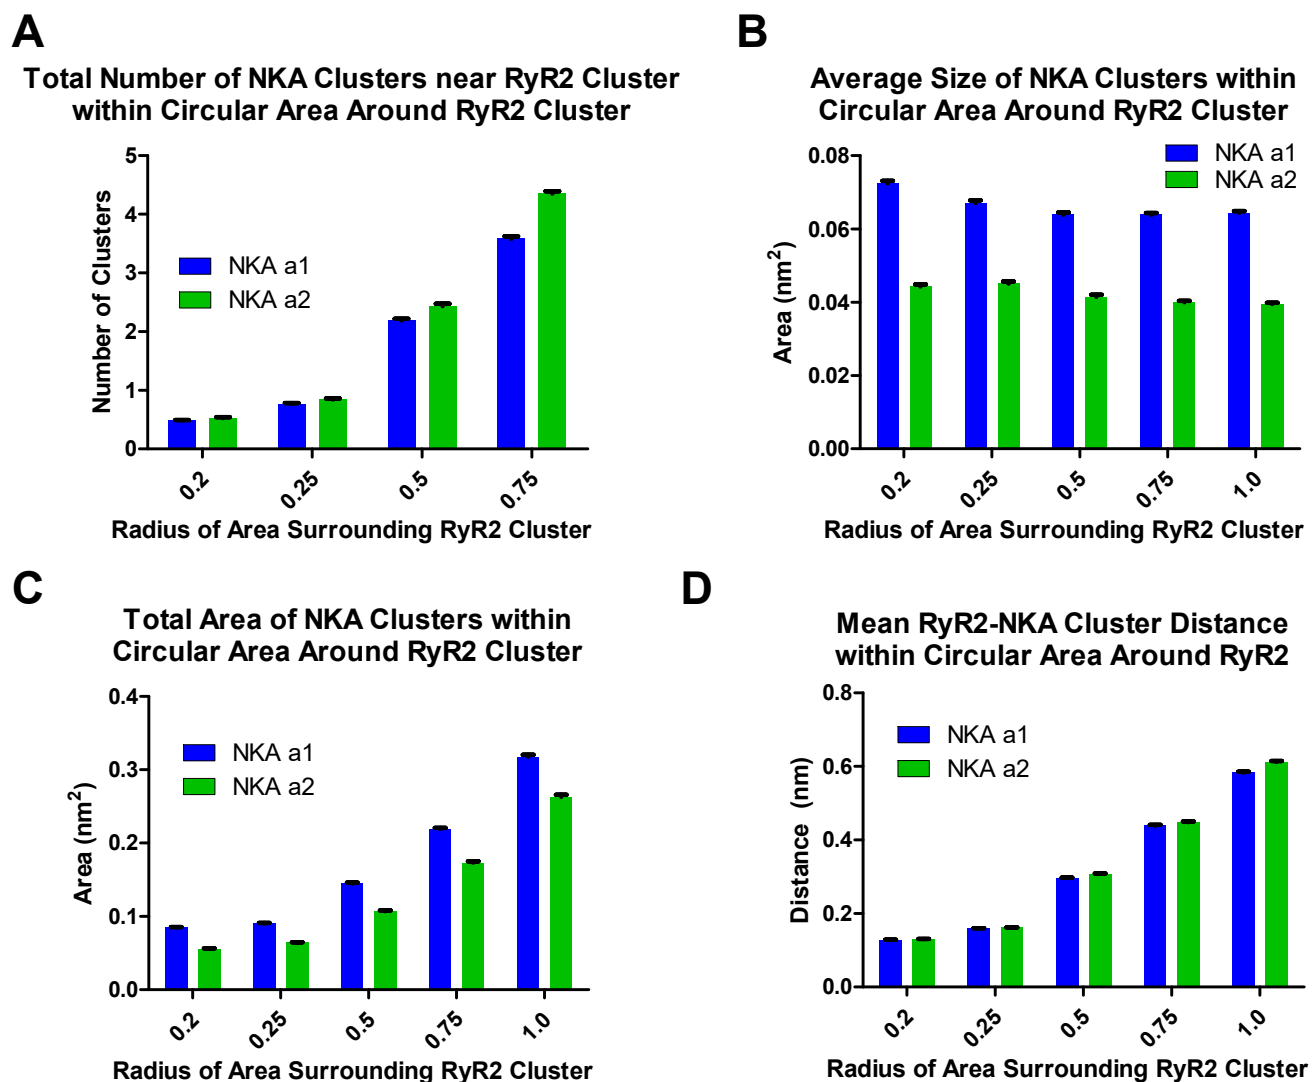 A
Total Number of NKA Clusters near RyR2 Cluster
within Circular Area Around RyR2 Cluster
5
4
3
2
1
0
Number of Clusters
NKA a1
NKA a2
0.2
0.25
0.5
0.75
Radius of Area Surrounding RyR2 Cluster
B
Average Size of NKA Clusters within
Circular Area Around RyR2 Cluster
0.08
0.06
0.04
0.02
0.00
Area (nm²)
NKA a1
NKA a2
0.2
0.25
0.5
0.75
1.0
Radius of Area Surrounding RyR2 Cluster
C
Total Area of NKA Clusters within
Circular Area Around RyR2 Cluster
0.4
0.3
0.2
0.1
0.0
Area (nm²)
NKA a1
NKA a2
0.2
0.25
0.5
0.75
1.0
Radius of Area Surrounding RyR2 Cluster
D
Mean RyR2-NKA Cluster Distance
within Circular Area Around RyR2
0.8
0.6
0.4
0.2
0.0
Distance (nm)
NKA a1
NKA a2
0.2
0.25
0.5
0.75
1.0
Radius of Area Surrounding RyR2 Cluster